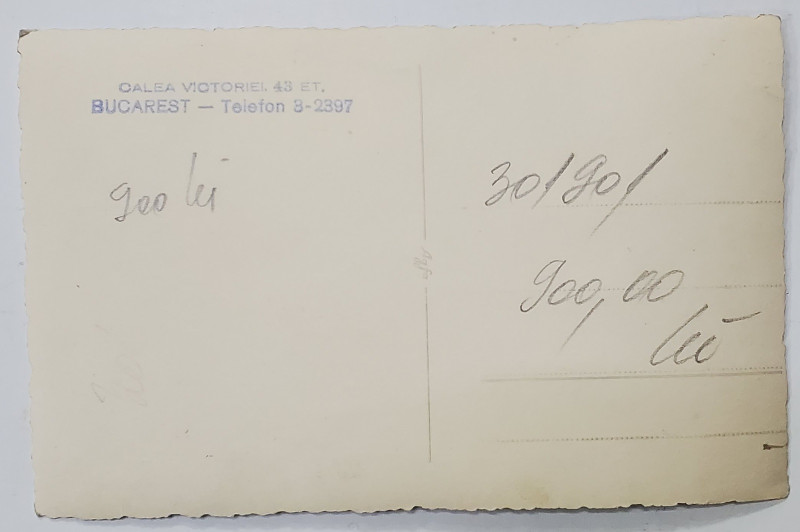 CALEA VICTORIEI. 43 ET.
BUCAREST — Telefon 3-2397
900 lei
30/90/
900,00
lei